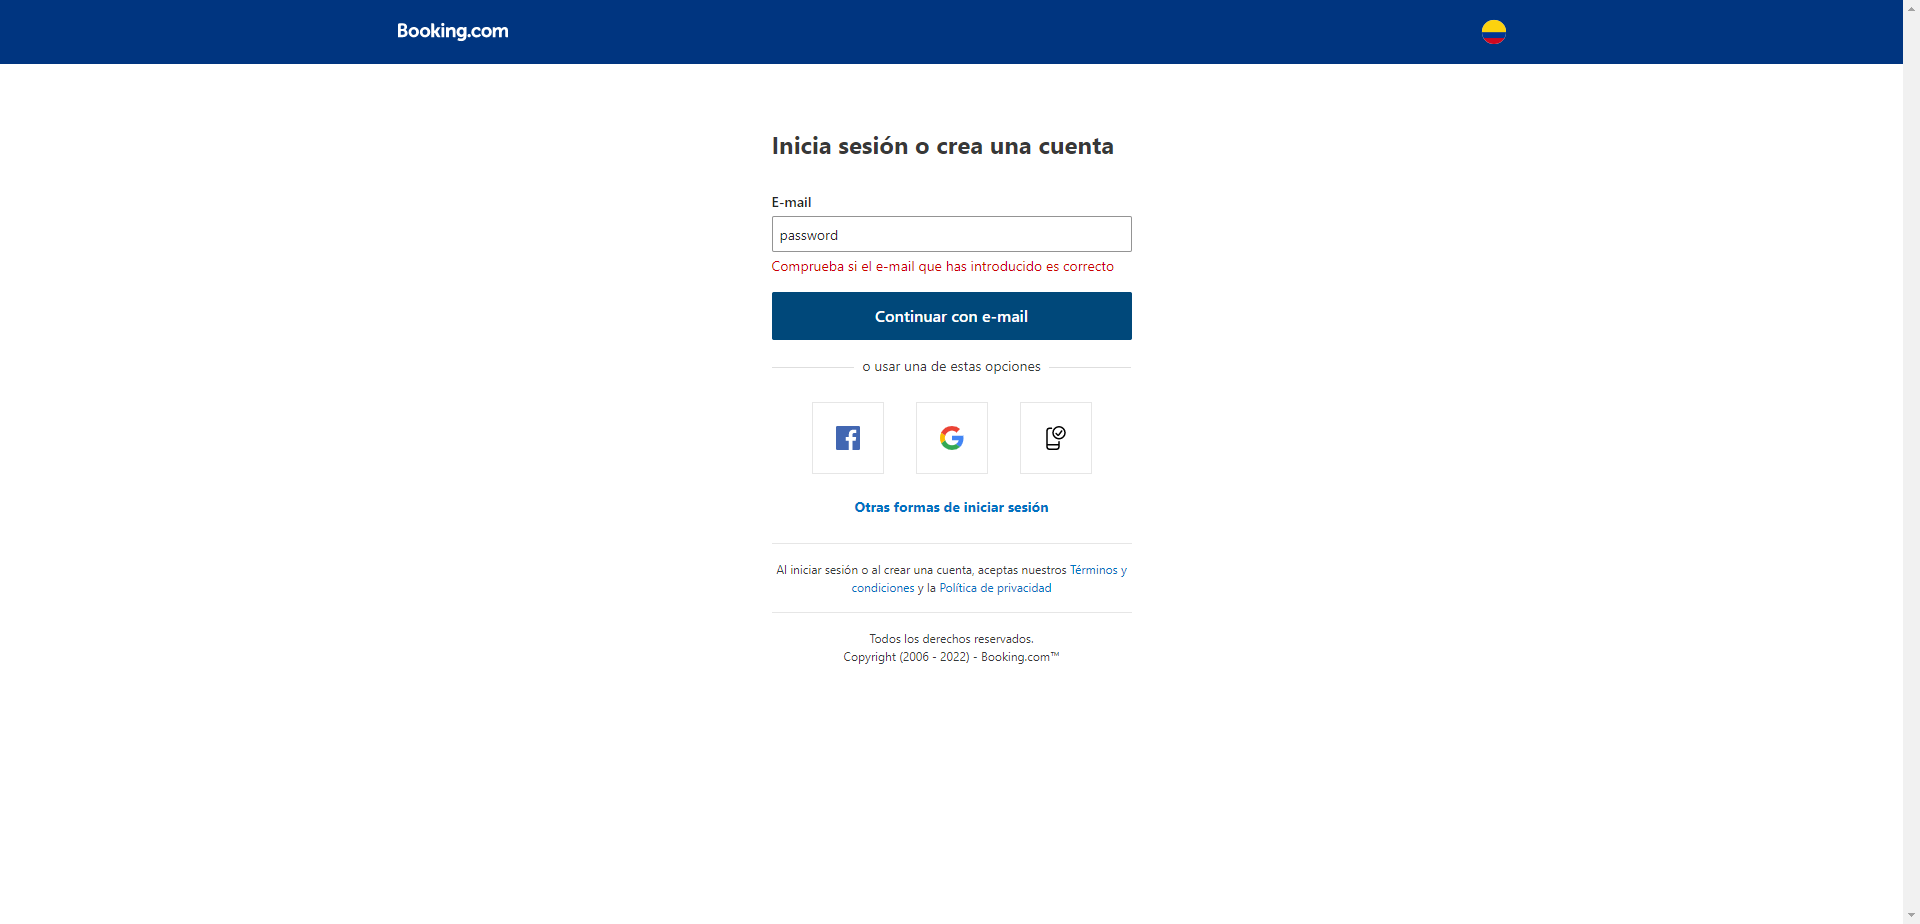 Booking.com
Inicia sesión o crea una cuenta
E-mail
password
Comprueba si el e-mail que has introducido es correcto
Continuar con e-mail
o usar una de estas opciones
Otras formas de iniciar sesión
Al iniciar sesión o al crear una cuenta, aceptas nuestros Términos y
condiciones y la Política de privacidad
Todos los derechos reservados.
Copyright (2006 - 2022) - Booking.com™